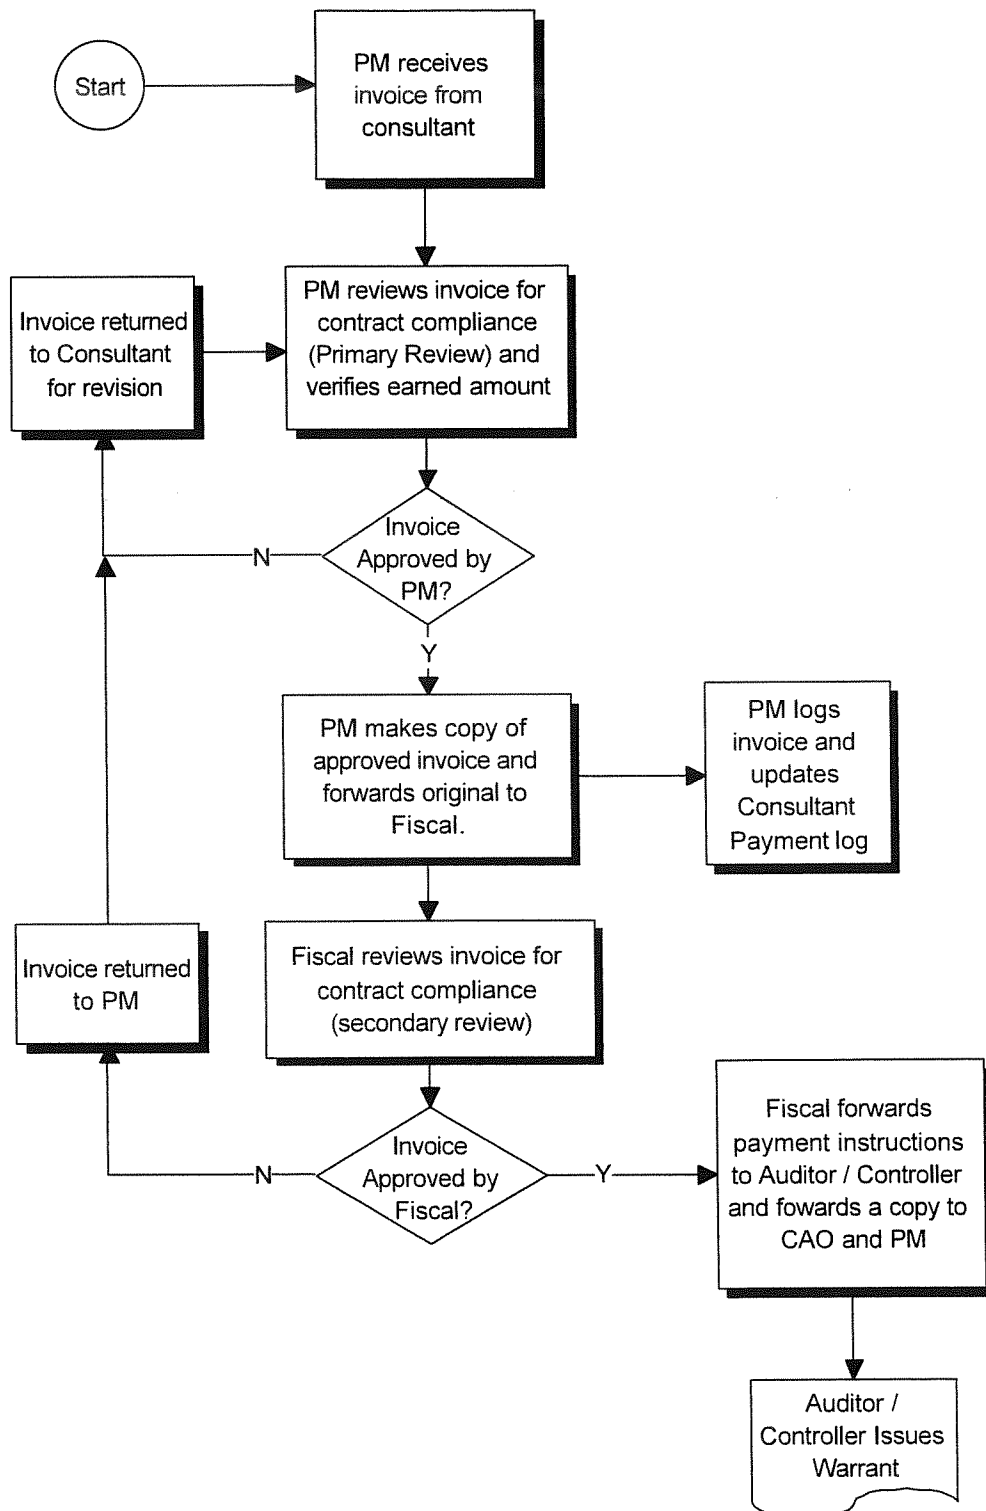 Start
PM receives
invoice from
consultant
Invoice returned
to Consultant
for revision
PM reviews invoice for
contract compliance
(Primary Review) and
verifies earned amount
Invoice
Approved by
PM?
N
Y
PM makes copy of
approved invoice and
forwards original to
Fiscal.
PM logs
invoice and
updates
Consultant
Payment log
Invoice returned
to PM
Fiscal reviews invoice for
contract compliance
(secondary review)
Invoice
Approved by
Fiscal?
N
Y
Fiscal forwards
payment instructions
to Auditor / Controller
and fowards a copy to
CAO and PM
Auditor /
Controller Issues
Warrant